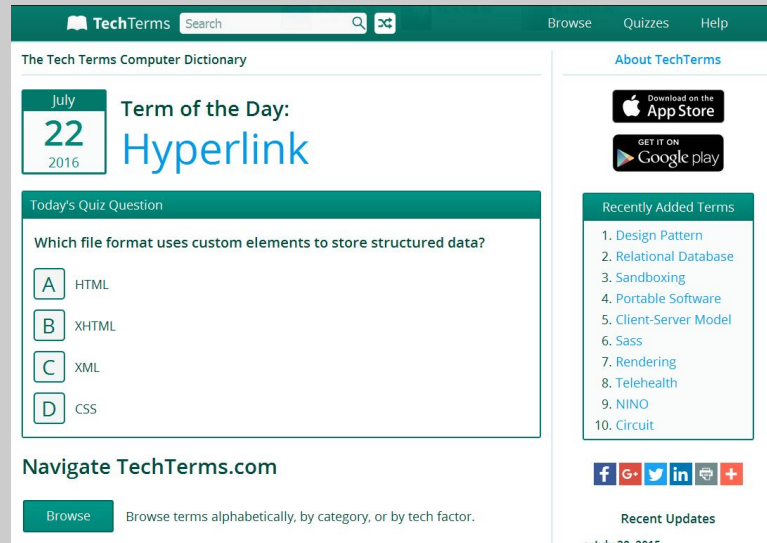 TechTerms Search Browse Quizzes Help
The Tech Terms Computer Dictionary
July
22
2016
Term of the Day:
Hyperlink
Today's Quiz Question
Which file format uses custom elements to store structured data?
A HTML
B XHTML
C XML
D CSS
Navigate TechTerms.com
Browse Browse terms alphabetically, by category, or by tech factor.
About TechTerms
Download on the
App Store
GET IT ON
Google play
Recently Added Terms
1. Design Pattern
2. Relational Database
3. Sandboxing
4. Portable Software
5. Client-Server Model
6. Sass
7. Rendering
8. Telehealth
9. NINO
10. Circuit
f G+ in +
Recent Updates